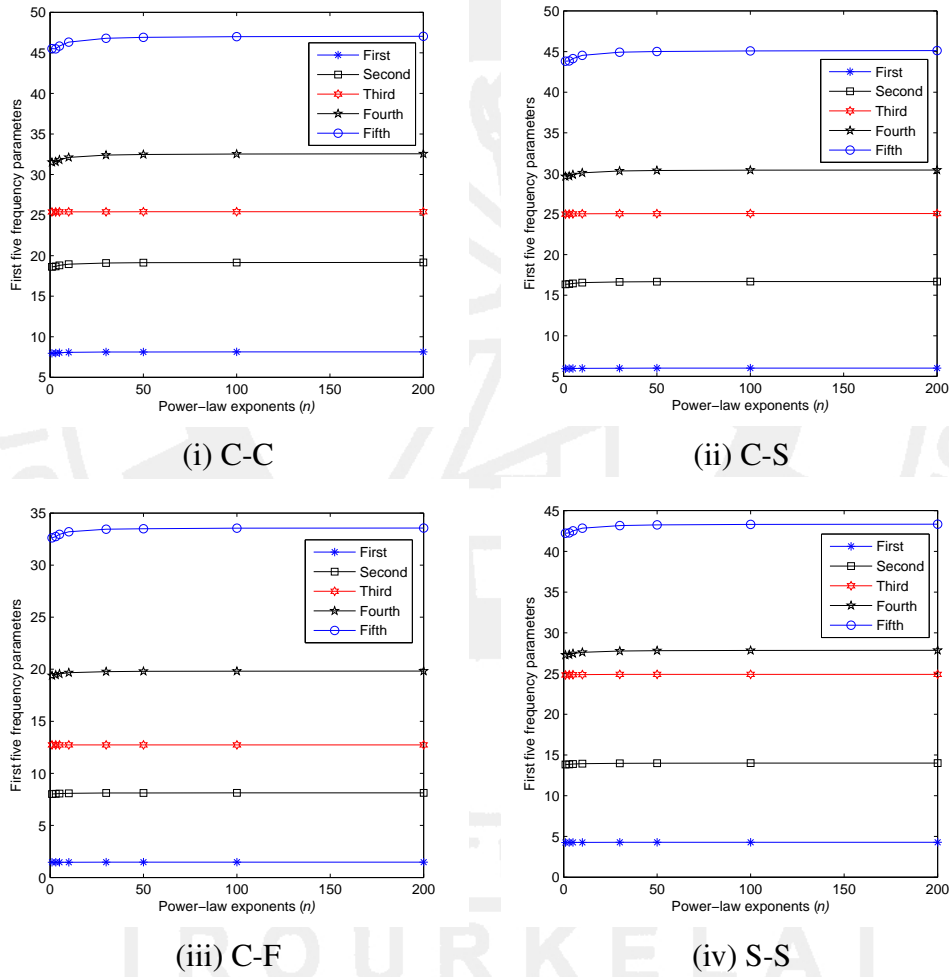 50
45
40
35
30
25
20
15
10
5
0 50 100 150 200
First five frequency parameters
Power–law exponents (n)
First
Second
Third
Fourth
Fifth
(i) C-C
50
45
40
35
30
25
20
15
10
5
0 50 100 150 200
First five frequency parameters
Power–law exponents (n)
First
Second
Third
Fourth
Fifth
(ii) C-S
35
30
25
20
15
10
5
0
0 50 100 150 200
First five frequency parameters
Power–law exponents (n)
First
Second
Third
Fourth
Fifth
(iii) C-F
45
40
35
30
25
20
15
10
5
0
0 50 100 150 200
First five frequency parameters
Power–law exponents (n)
First
Second
Third
Fourth
Fifth
(iv) S-S
I R O U R K E L A I